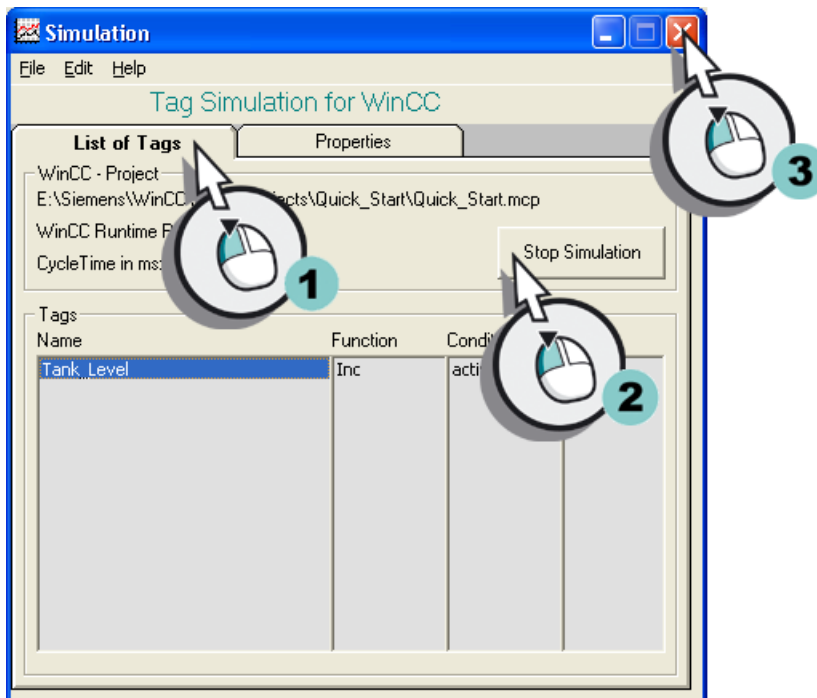 Simulation
File Edit Help
Tag Simulation for WinCC
List of Tags Properties
WinCC - Project
E:\Siemens\WinCC \Quick_Start\Quick_Start.mcp
WinCC Runtime
CycleTime in ms:
Stop Simulation
Tags
Name Function
Tank_Level Inc
1
2
3